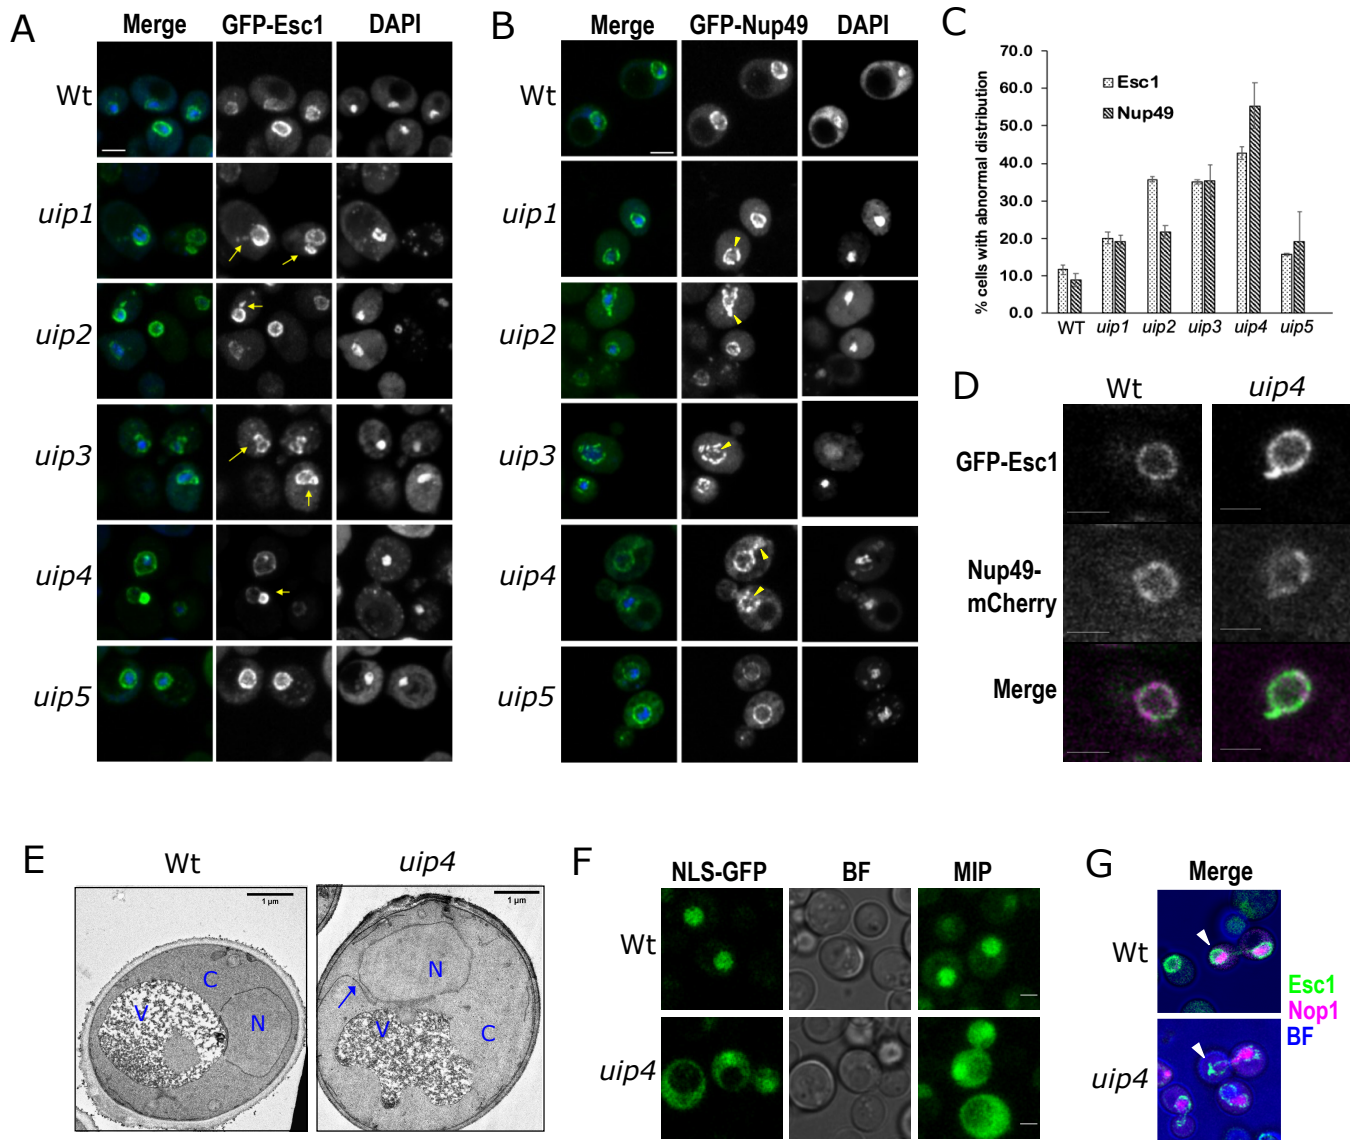 A
Merge GFP-Esc1 DAPI
Wt
uip1
uip2
uip3
uip4
uip5
B
Merge GFP-Nup49 DAPI
Wt
uip1
uip2
uip3
uip4
uip5
C
% cells with abnormal distribution
70.0
60.0
50.0
40.0
30.0
20.0
10.0
0.0
Esc1
Nup49
WT uip1 uip2 uip3 uip4 uip5
D
Wt uip4
GFP-Esc1
Nup49-
mCherry
Merge
E
Wt uip4
1 µm
C
V
N
1 µm
N
V
C
F
NLS-GFP BF MIP
Wt
uip4
G
Merge
Wt
uip4
Esc1
Nop1
BF